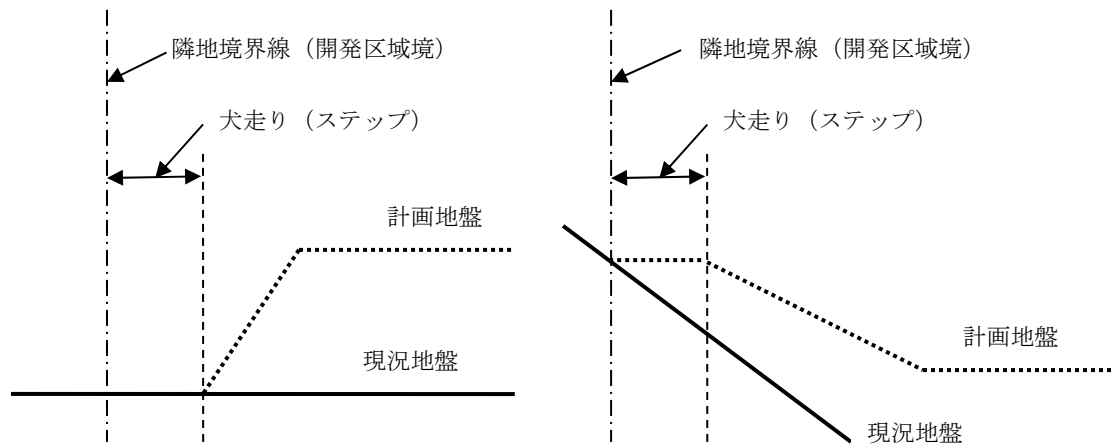 隣地境界線（開発区域境）
犬走り（ステップ）
計画地盤
現況地盤
隣地境界線（開発区域境）
犬走り（ステップ）
計画地盤
現況地盤